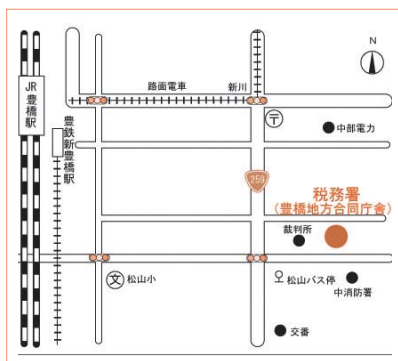 N
JR
豊橋駅
豊鉄新豊橋駅
路面電車
新川
〒
中部電力
259
税務署
(豊橋地方合同庁舎)
裁判所
文
松山小
松山バス停
中消防署
交番